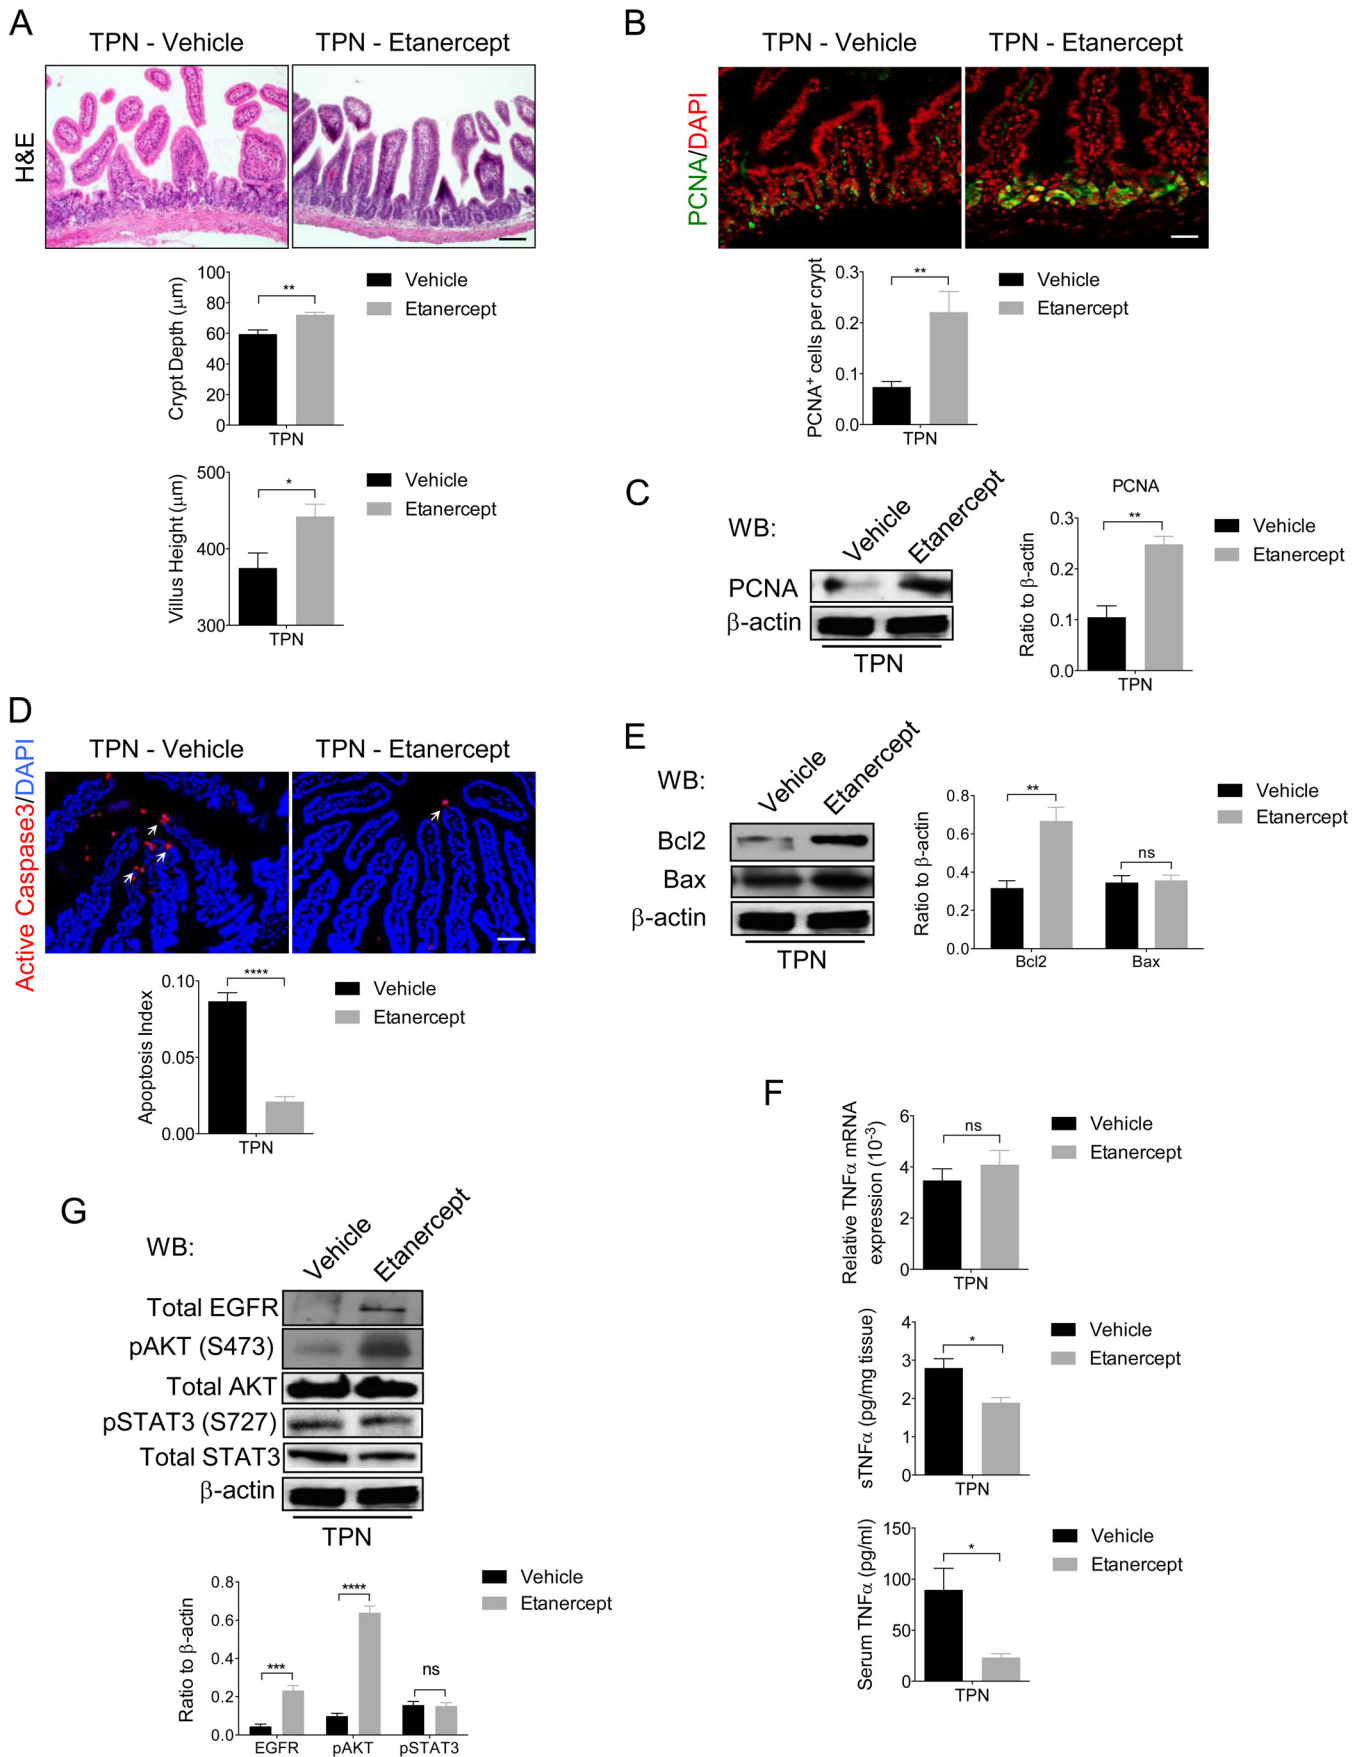 A
TPN - Vehicle
TPN - Etanercept
H&E
Crypt Depth (μm)
100
80
60
40
20
0
**
TPN
Vehicle
Etanercept
Villus Height (μm)
500
400
300
*
TPN
Vehicle
Etanercept
B
TPN - Vehicle
TPN - Etanercept
PCNA/DAPI
PCNA+ cells per crypt
0.3
0.2
0.1
0.0
**
TPN
Vehicle
Etanercept
C
WB:
Vehicle
Etanercept
PCNA
β-actin
TPN
PCNA
Ratio to β-actin
0.3
0.2
0.1
0.0
**
TPN
Vehicle
Etanercept
D
TPN - Vehicle
TPN - Etanercept
Active Caspase3/DAPI
Apoptosis Index
0.10
0.05
0.00
****
TPN
Vehicle
Etanercept
E
WB:
Vehicle
Etanercept
Bcl2
Bax
β-actin
TPN
Ratio to β-actin
0.8
0.6
0.4
0.2
0.0
**
ns
Bcl2
Bax
Vehicle
Etanercept
F
Relative TNFα mRNA
expression (10-3)
6
4
2
0
ns
TPN
Vehicle
Etanercept
sTNFα (pg/mg tissue)
4
3
2
1
0
*
TPN
Vehicle
Etanercept
Serum TNFα (pg/ml)
150
100
50
0
*
TPN
Vehicle
Etanercept
G
WB:
Vehicle
Etanercept
Total EGFR
pAKT (S473)
Total AKT
pSTAT3 (S727)
Total STAT3
β-actin
TPN
Ratio to β-actin
0.8
0.6
0.4
0.2
0.0
***
****
ns
EGFR
pAKT
pSTAT3
Vehicle
Etanercept